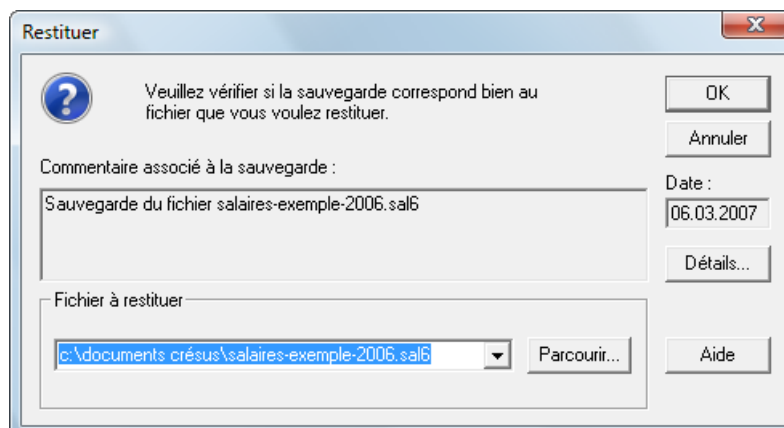 Restituer
Veuillez vérifier si la sauvegarde correspond bien au
fichier que vous voulez restituer.
OK
Annuler
Commentaire associé à la sauvegarde :
Sauvegarde du fichier salaires-exemple-2006.sal6
Date :
06.03.2007
Détails...
Fichier à restituer
c:\documents crésus\salaires-exemple-2006.sal6
Parcourir...
Aide